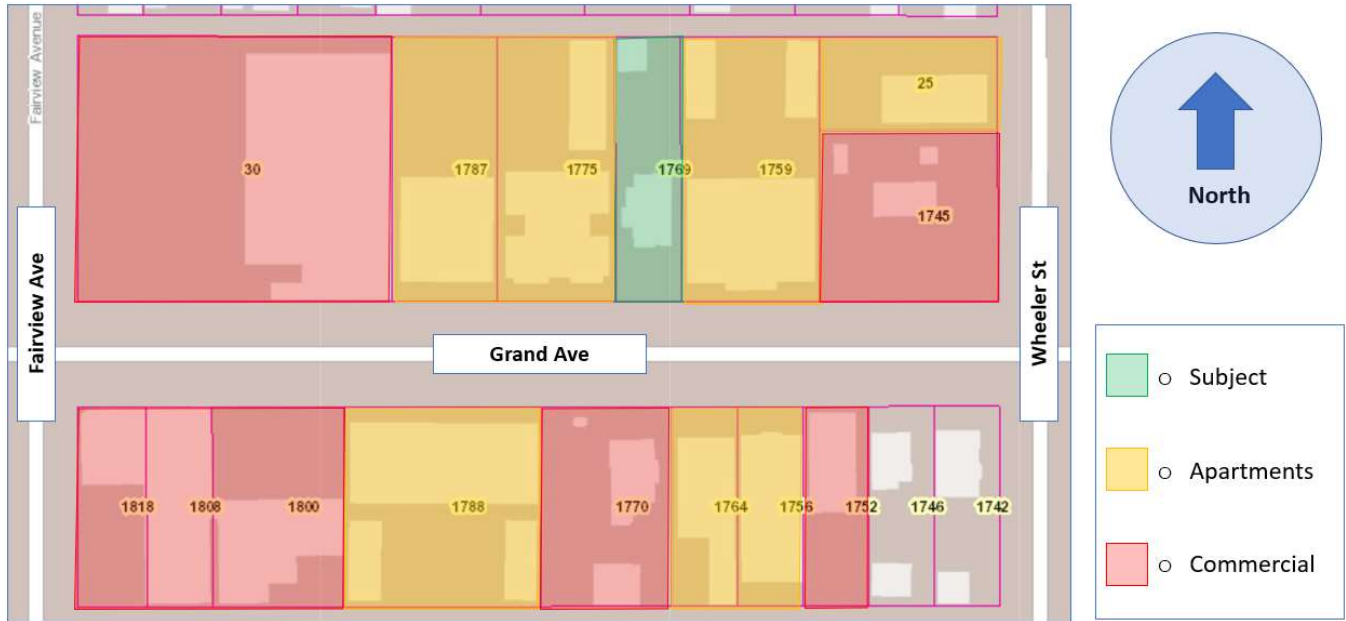 Fairview Avenue
30
1787
1775
1769
1759
25
1745
North
Fairview Ave
Grand Ave
Wheeler St
1818
1808
1800
1788
1770
1764
1756
1752
1746
1742
Subject
Apartments
Commercial